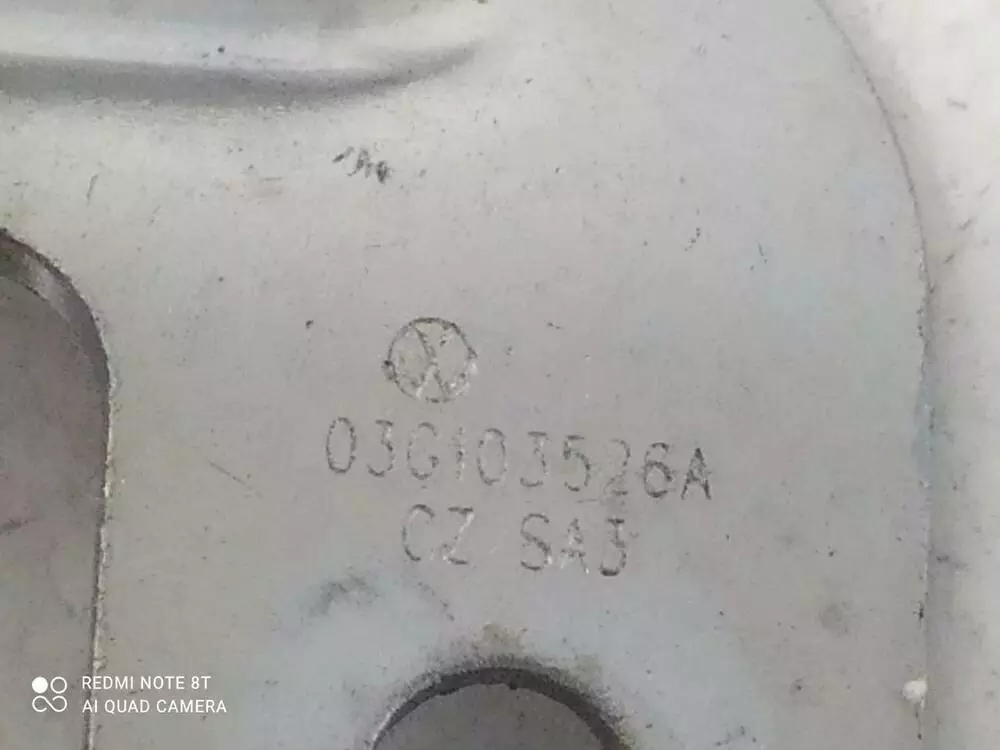 03G103526A
CZ SAJ
REDMI NOTE 8T
AI QUAD CAMERA